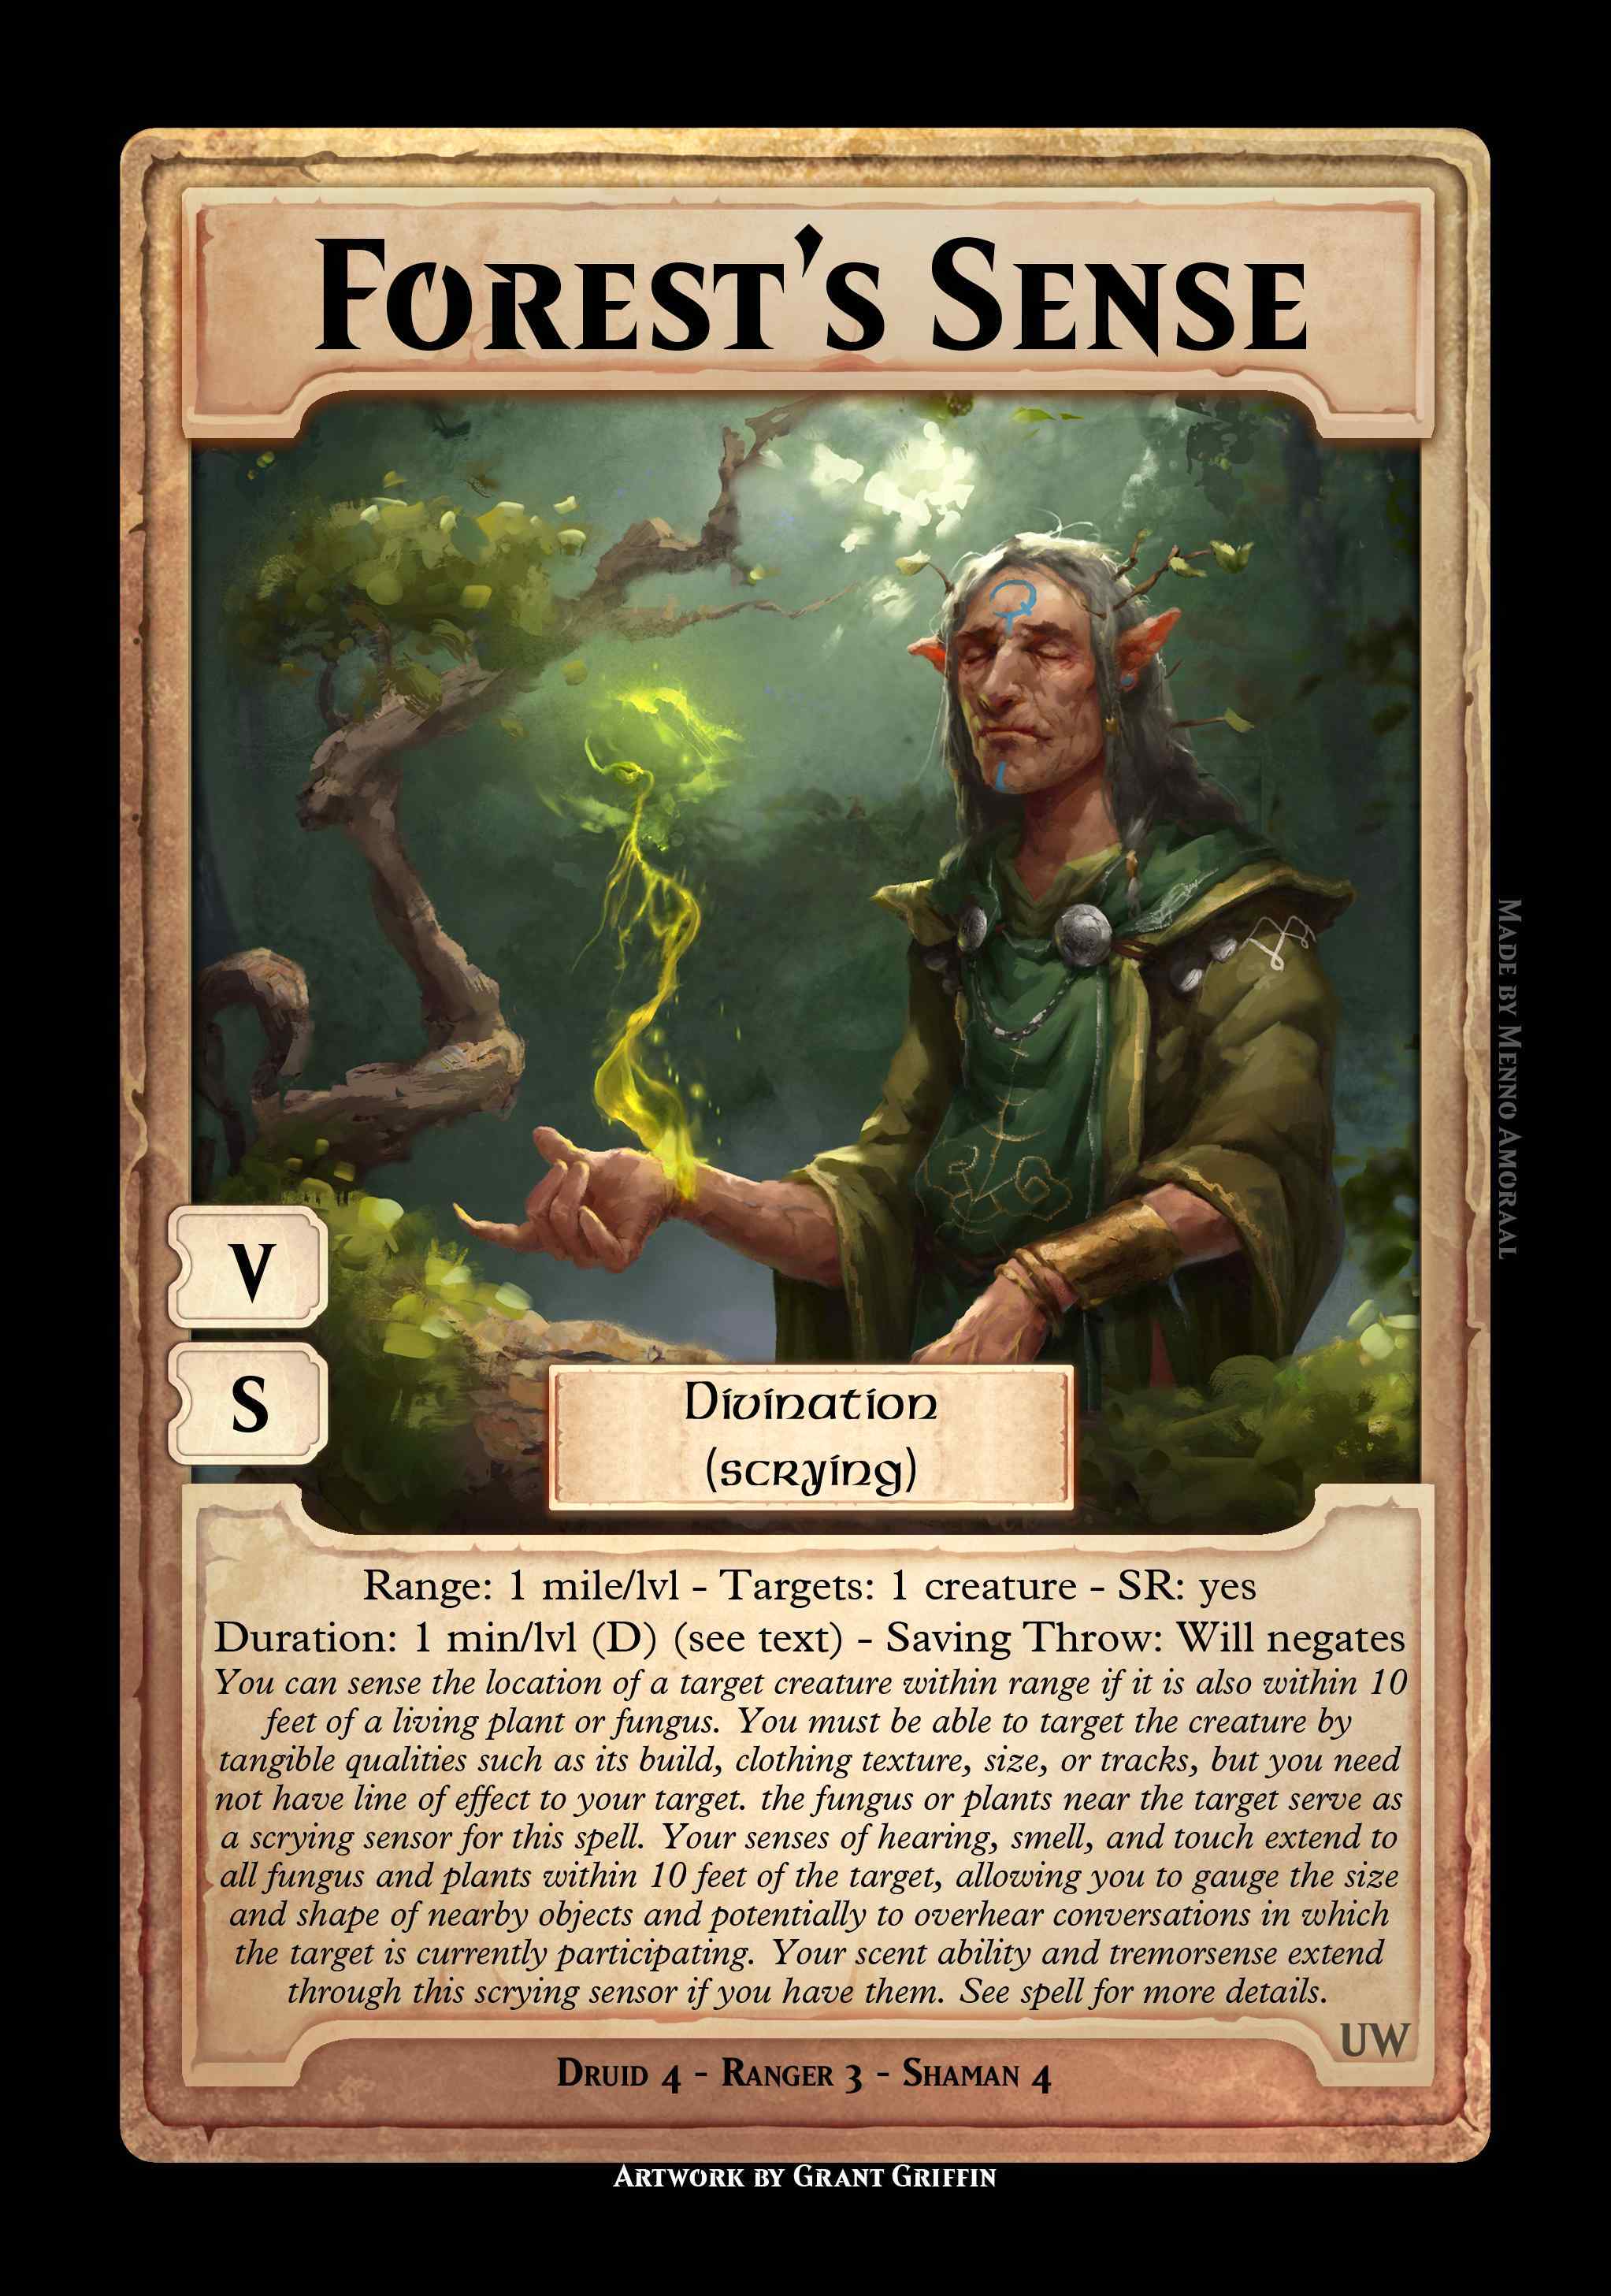 Forest's Sense
Made by Menno Amoraal
V
S
Divination
(scrying)
Range: 1 mile/lvl - Targets: 1 creature - SR: yes
Duration: 1 min/lvl (D) (see text) - Saving Throw: Will negates
You can sense the location of a target creature within range if it is also within 10
feet of a living plant or fungus. You must be able to target the creature by
tangible qualities such as its build, clothing texture, size, or tracks, but you need
not have line of effect to your target. the fungus or plants near the target serve as
a scrying sensor for this spell. Your senses of hearing, smell, and touch extend to
all fungus and plants within 10 feet of the target, allowing you to gauge the size
and shape of nearby objects and potentially to overhear conversations in which
the target is currently participating. Your scent ability and tremorsense extend
through this scrying sensor if you have them. See spell for more details.
UW
Druid 4 - Ranger 3 - Shaman 4
Artwork by Grant Griffin